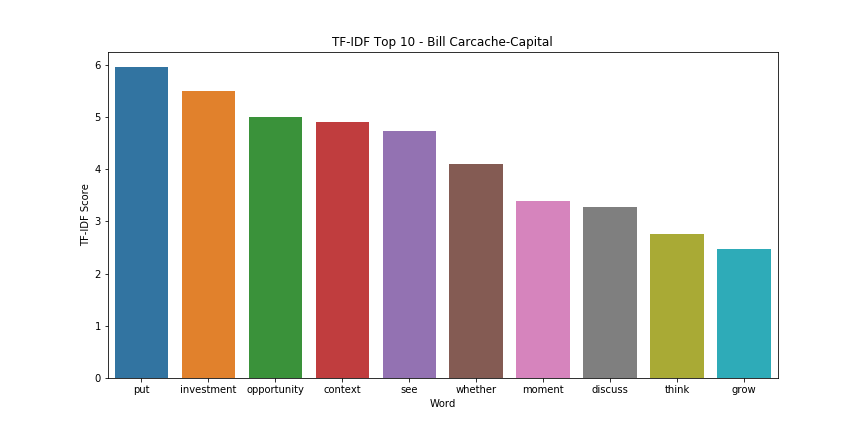 TF-IDF Top 10 - Bill Carcache-Capital
TF-IDF Score
6
5
4
3
2
1
0
put investment opportunity context see whether moment discuss think grow
Word